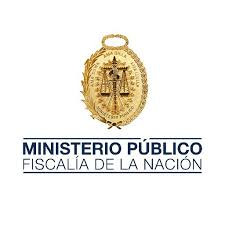 MINISTERIO PÚBLICO
FISCALÍA DE LA NACIÓN